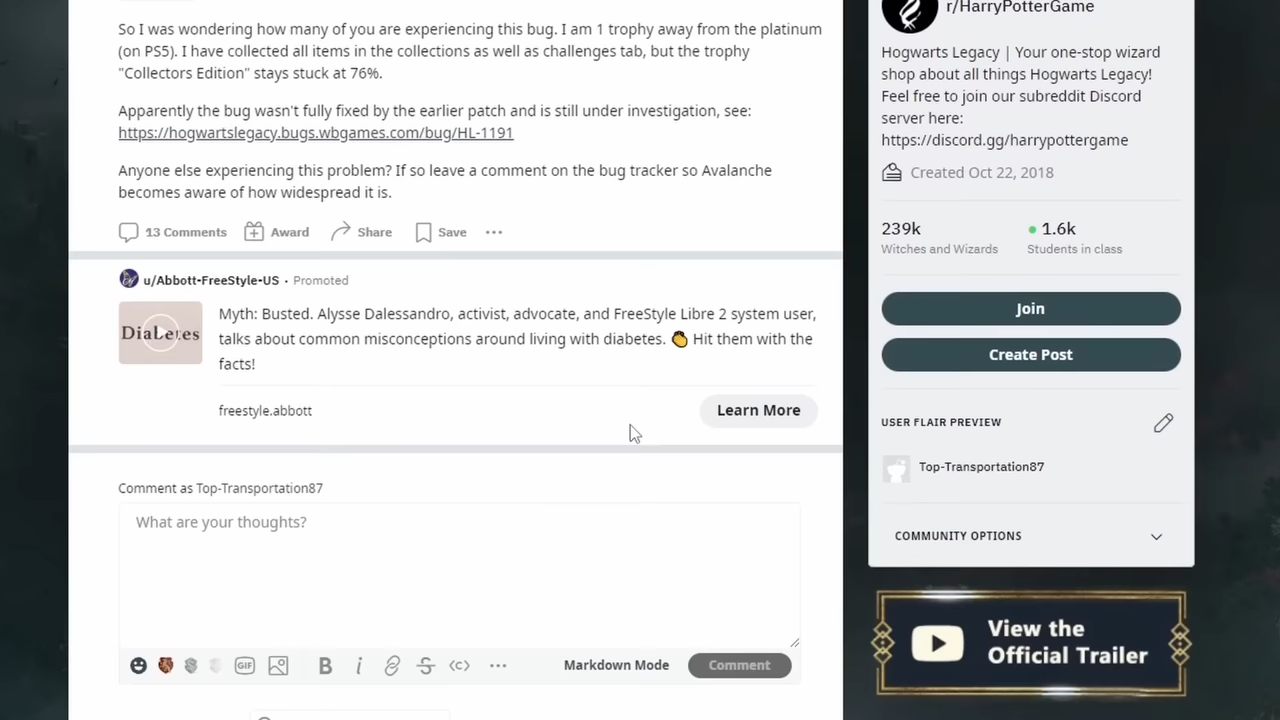 So I was wondering how many of you are experiencing this bug. I am 1 trophy away from the platinum
(on PS5). I have collected all items in the collections as well as challenges tab, but the trophy
"Collectors Edition" stays stuck at 76%.
Apparently the bug wasn't fully fixed by the earlier patch and is still under investigation, see:
https://hogwartslegacy.bugs.wbgames.com/bug/HL-1191
Anyone else experiencing this problem? If so leave a comment on the bug tracker so Avalanche
becomes aware of how widespread it is.
13 Comments Award Share Save
u/Abbott-FreeStyle-US · Promoted
Diabetes
Myth: Busted. Alysse Dalessandro, activist, advocate, and FreeStyle Libre 2 system user,
talks about common misconceptions around living with diabetes. 👏 Hit them with the
facts!
freestyle.abbott
Learn More
Comment as Top-Transportation87
What are your thoughts?
GIF B i S <c> Markdown Mode Comment
r/HarryPotterGame
Hogwarts Legacy | Your one-stop wizard
shop about all things Hogwarts Legacy!
Feel free to join our subreddit Discord
server here:
https://discord.gg/harrypottergame
Created Oct 22, 2018
239k 1.6k
Witches and Wizards Students in class
Join
Create Post
USER FLAIR PREVIEW
Top-Transportation87
COMMUNITY OPTIONS
View the
Official Trailer